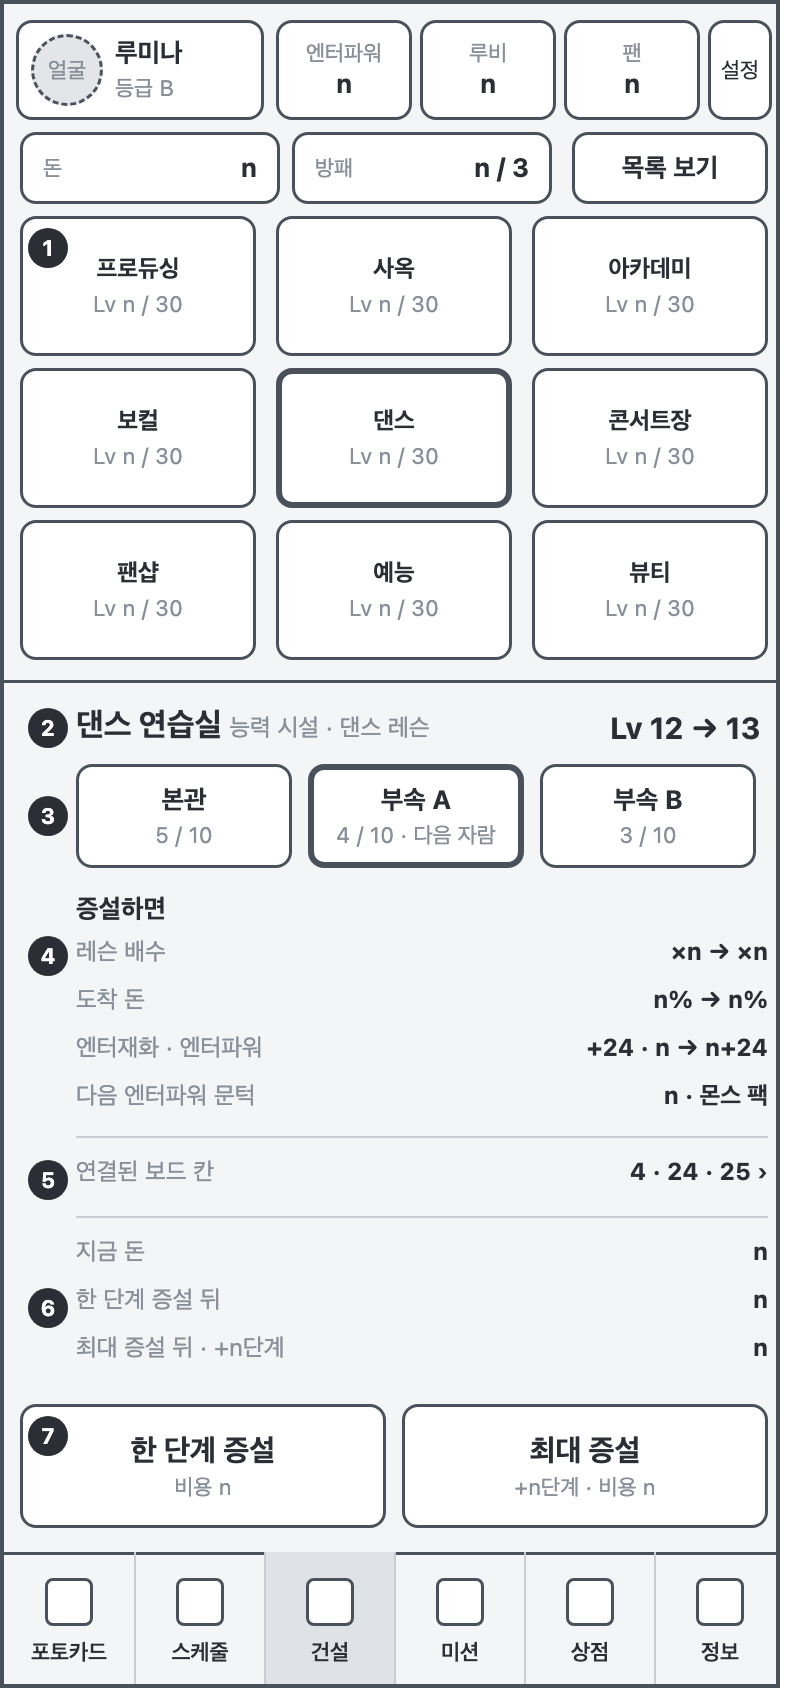 얼굴
루미나
등급 B
엔터파워
n
루비
n
팬
n
설정
돈 n
방패 n / 3
목록 보기
1
프로듀싱
Lv n / 30
사옥
Lv n / 30
아카데미
Lv n / 30
보컬
Lv n / 30
댄스
Lv n / 30
콘서트장
Lv n / 30
팬샵
Lv n / 30
예능
Lv n / 30
뷰티
Lv n / 30
2 댄스 연습실 능력 시설 · 댄스 레슨 Lv 12 → 13
3
본관
5 / 10
부속 A
4 / 10 · 다음 자람
부속 B
3 / 10
증설하면
4 레슨 배수 ×n → ×n
도착 돈 n% → n%
엔터재화 · 엔터파워 +24 · n → n+24
다음 엔터파워 문턱 n · 몬스 팩
5 연결된 보드 칸 4 · 24 · 25 ›
지금 돈 n
6 한 단계 증설 뒤 n
최대 증설 뒤 · +n단계 n
7
한 단계 증설
비용 n
최대 증설
+n단계 · 비용 n
포토카드
스케줄
건설
미션
상점
정보